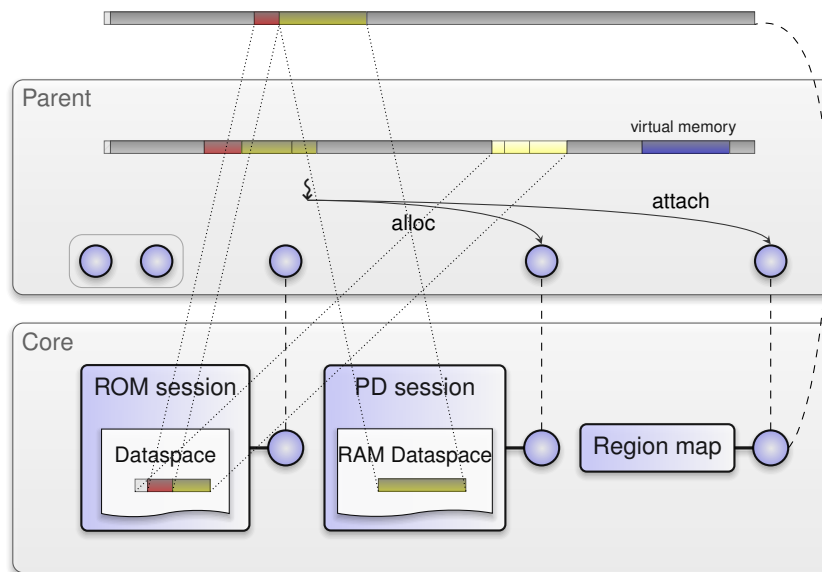 Parent
virtual memory
attach
alloc
Core
ROM session
PD session
Region map
Dataspace
RAM Dataspace